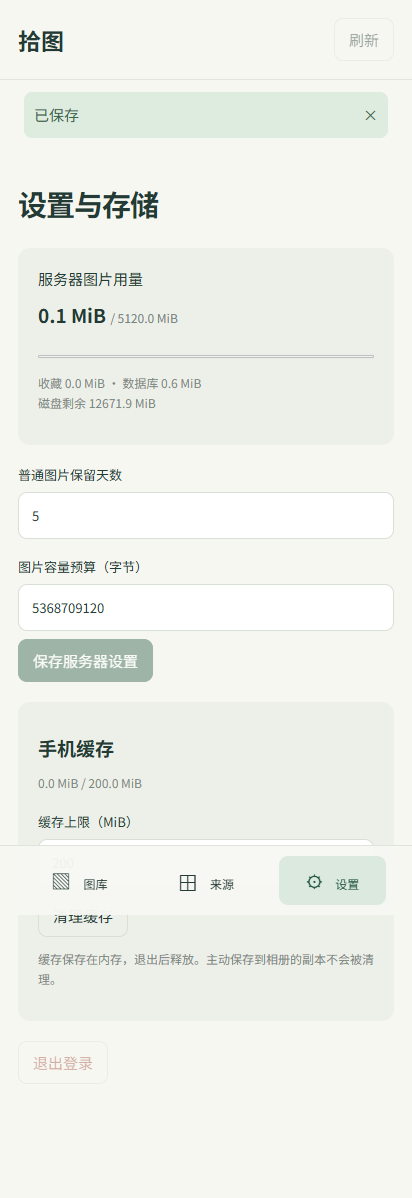 拾图
刷新
已保存
设置与存储
服务器图片用量
0.1 MiB / 5120.0 MiB
收藏 0.0 MiB · 数据库 0.6 MiB
磁盘剩余 12671.9 MiB
普通图片保留天数
5
图片容量预算（字节）
5368709120
保存服务器设置
手机缓存
0.0 MiB / 200.0 MiB
缓存上限（MiB）
200
图库
来源
设置
清理缓存
缓存保存在内存，退出后释放。主动保存到相册的副本不会被清
理。
退出登录